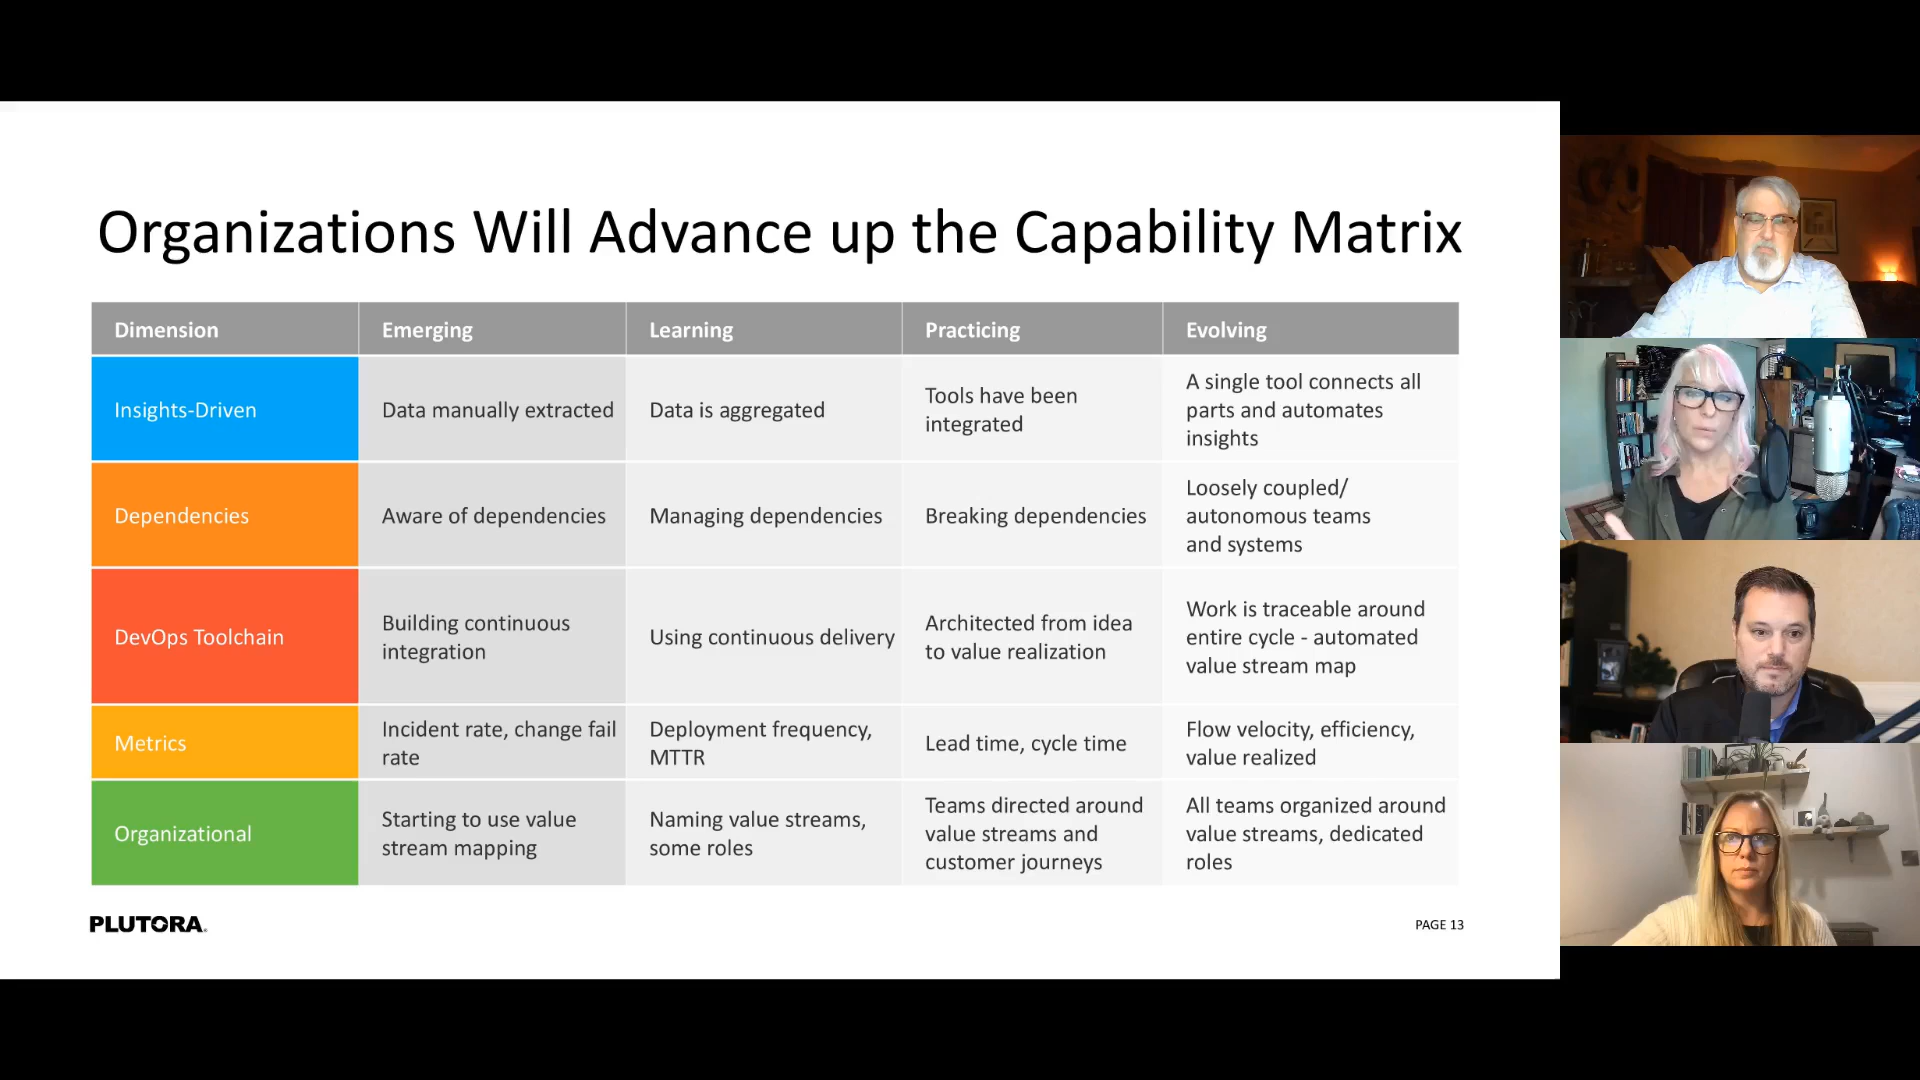 Organizations Will Advance up the Capability Matrix
Dimension
Emerging
Learning
Practicing
Evolving
Insights-Driven
Data manually extracted
Data is aggregated
Tools have been
integrated
A single tool connects all
parts and automates
insights
Dependencies
Aware of dependencies
Managing dependencies
Breaking dependencies
Loosely coupled/
autonomous teams
and systems
DevOps Toolchain
Building continuous
integration
Using continuous delivery
Architected from idea
to value realization
Work is traceable around
entire cycle - automated
value stream map
Metrics
Incident rate, change fail
rate
Deployment frequency,
MTTR
Lead time, cycle time
Flow velocity, efficiency,
value realized
Organizational
Starting to use value
stream mapping
Naming value streams,
some roles
Teams directed around
value streams and
customer journeys
All teams organized around
value streams, dedicated
roles
PLUTORA
PAGE 13